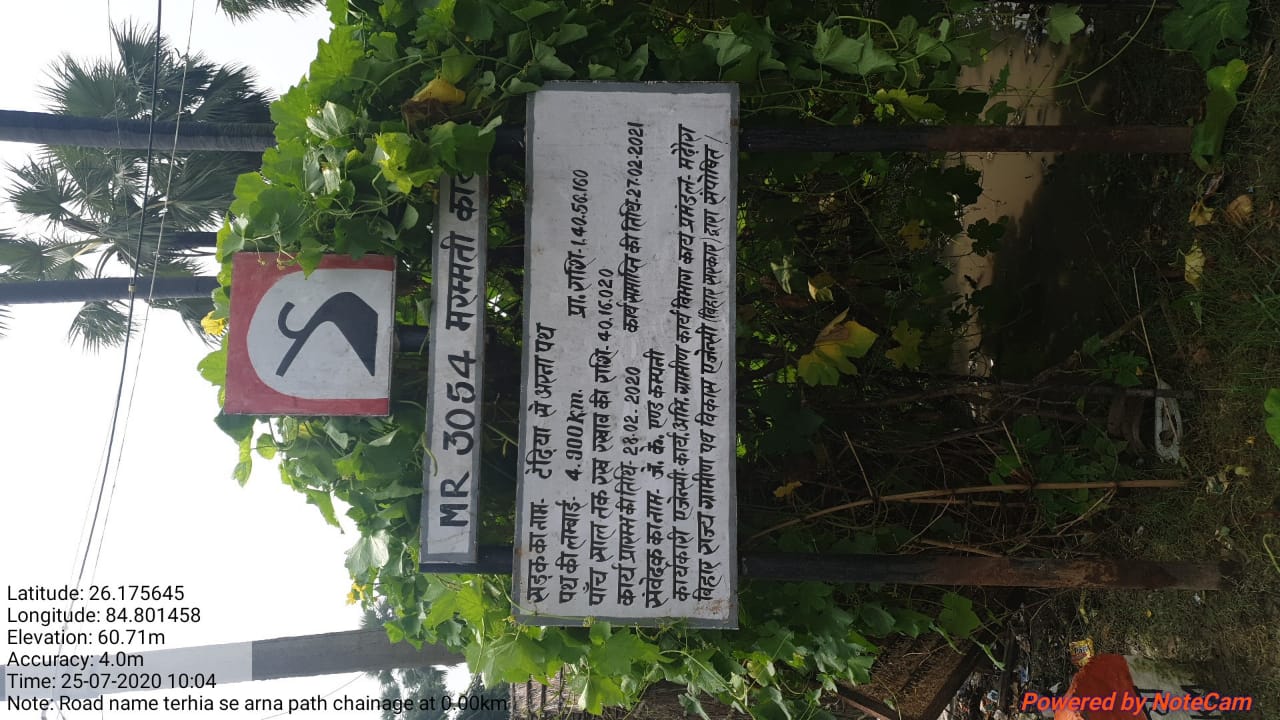 MR 3054 मरम्मती कार्य
सड़क का नाम- टेढ़िया से अरना पथ
पथ की लम्बाई- 4.900Km. प्रा. राशि- 1.40.50.160
पाँच साल तक रख रखाव की राशि- 40.16.020
कार्य प्रारम्भ की तिथि- 28.02.2020 कार्य समाप्ति की तिथि-27-02-2021
संवेदक का नाम- जे. के. एण्ड कम्पनी
कार्यकारी एजेन्सी- कार्य. अभि. ग्रामीण कार्य विभाग कार्य प्रमंडल- मढ़ौरा
बिहार राज्य ग्रामीण पथ विकास एजेन्सी बिहार सरकार द्वारा संपोषित
Latitude: 26.175645
Longitude: 84.801458
Elevation: 60.71m
Accuracy: 4.0m
Time: 25-07-2020 10:04
Note: Road name terhia se arna path chainage at 0.00km
Powered by NoteCam